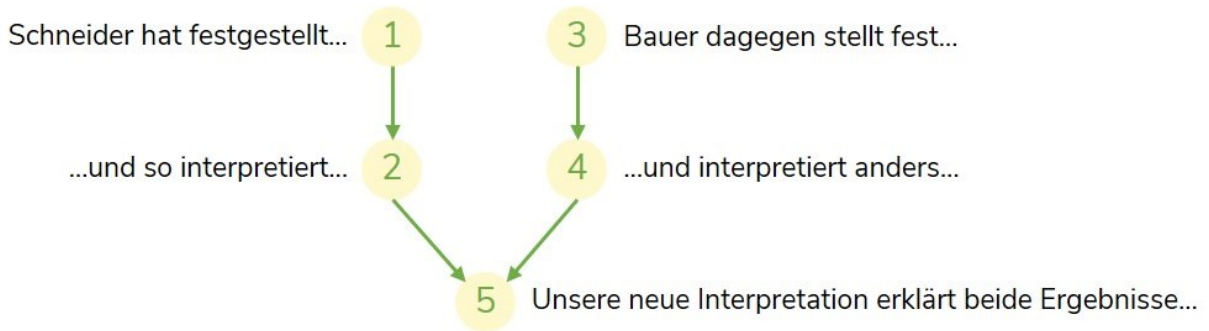 Schneider hat festgestellt... 1
3 Bauer dagegen stellt fest...
...und so interpretiert... 2
4 ...und interpretiert anders...
5 Unsere neue Interpretation erklärt beide Ergebnisse...